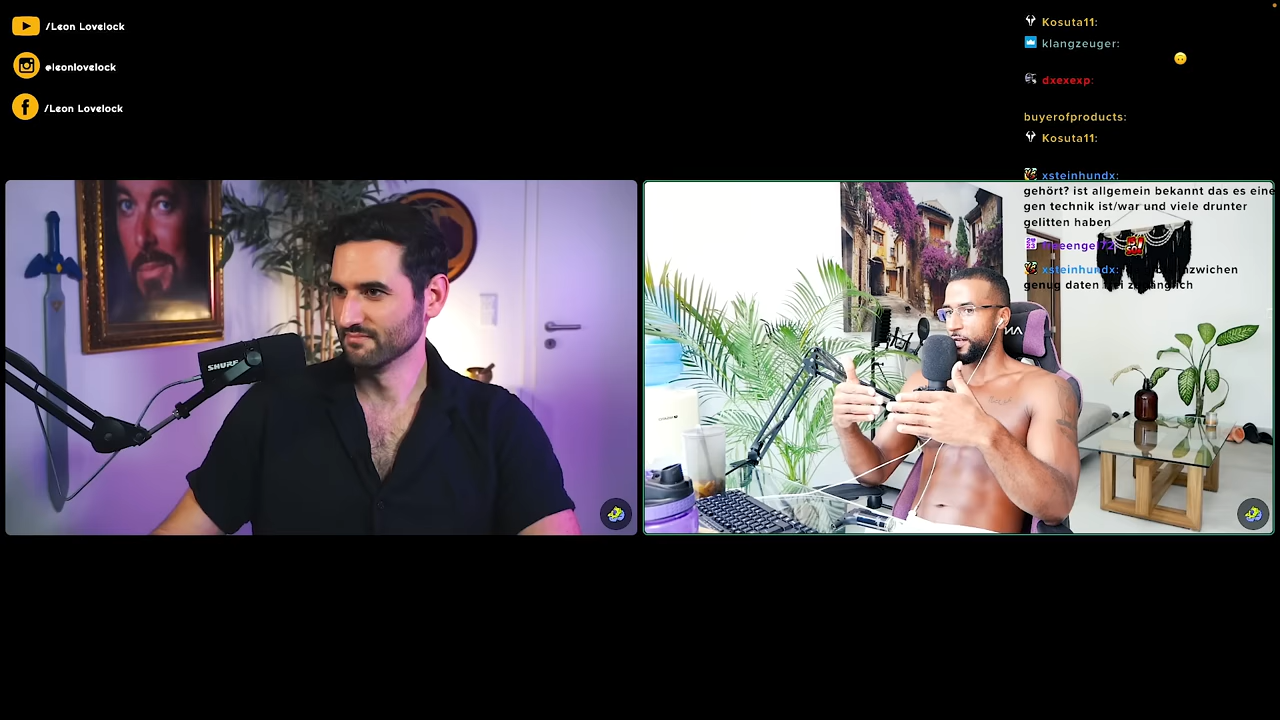 /Leon Lovelock
@leonlovelock
/Leon Lovelock
Kosuta11:
klangzeuger:
dxexexp:
buyerofproducts:
Kosuta11:
xsteinhundx:
gehört? ist allgemein bekannt das es eine
gen technik ist/war und viele drunter
gelitten haben
xsteinhundx:
genug daten
SHURE